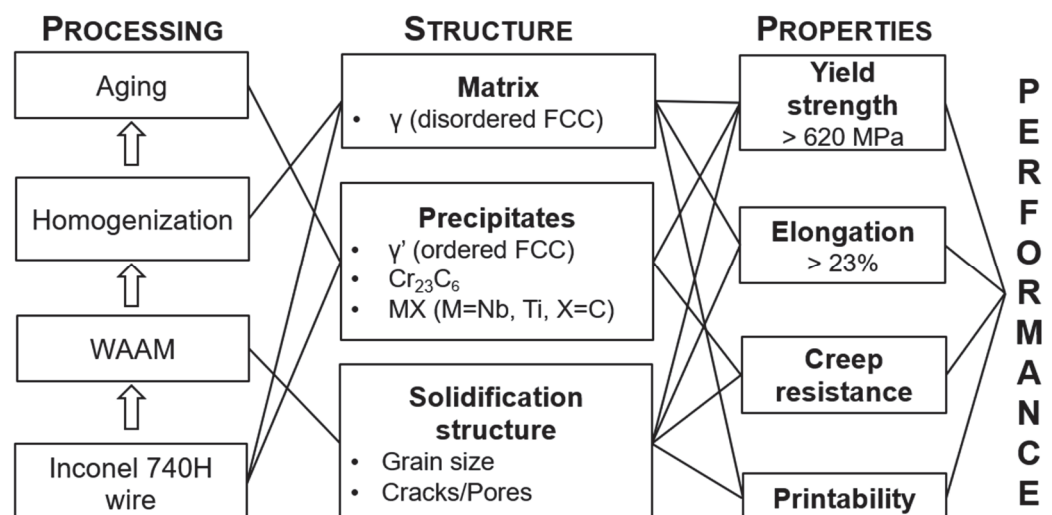 PROCESSING
STRUCTURE
PROPERTIES
Aging
Homogenization
WAAM
Inconel 740H
wire
Matrix
• γ (disordered FCC)
Precipitates
• γ’ (ordered FCC)
• Cr₂₃C₆
• MX (M=Nb, Ti, X=C)
Solidification
structure
• Grain size
• Cracks/Pores
Yield
strength
> 620 MPa
Elongation
> 23%
Creep
resistance
Printability
PERFORMANCE